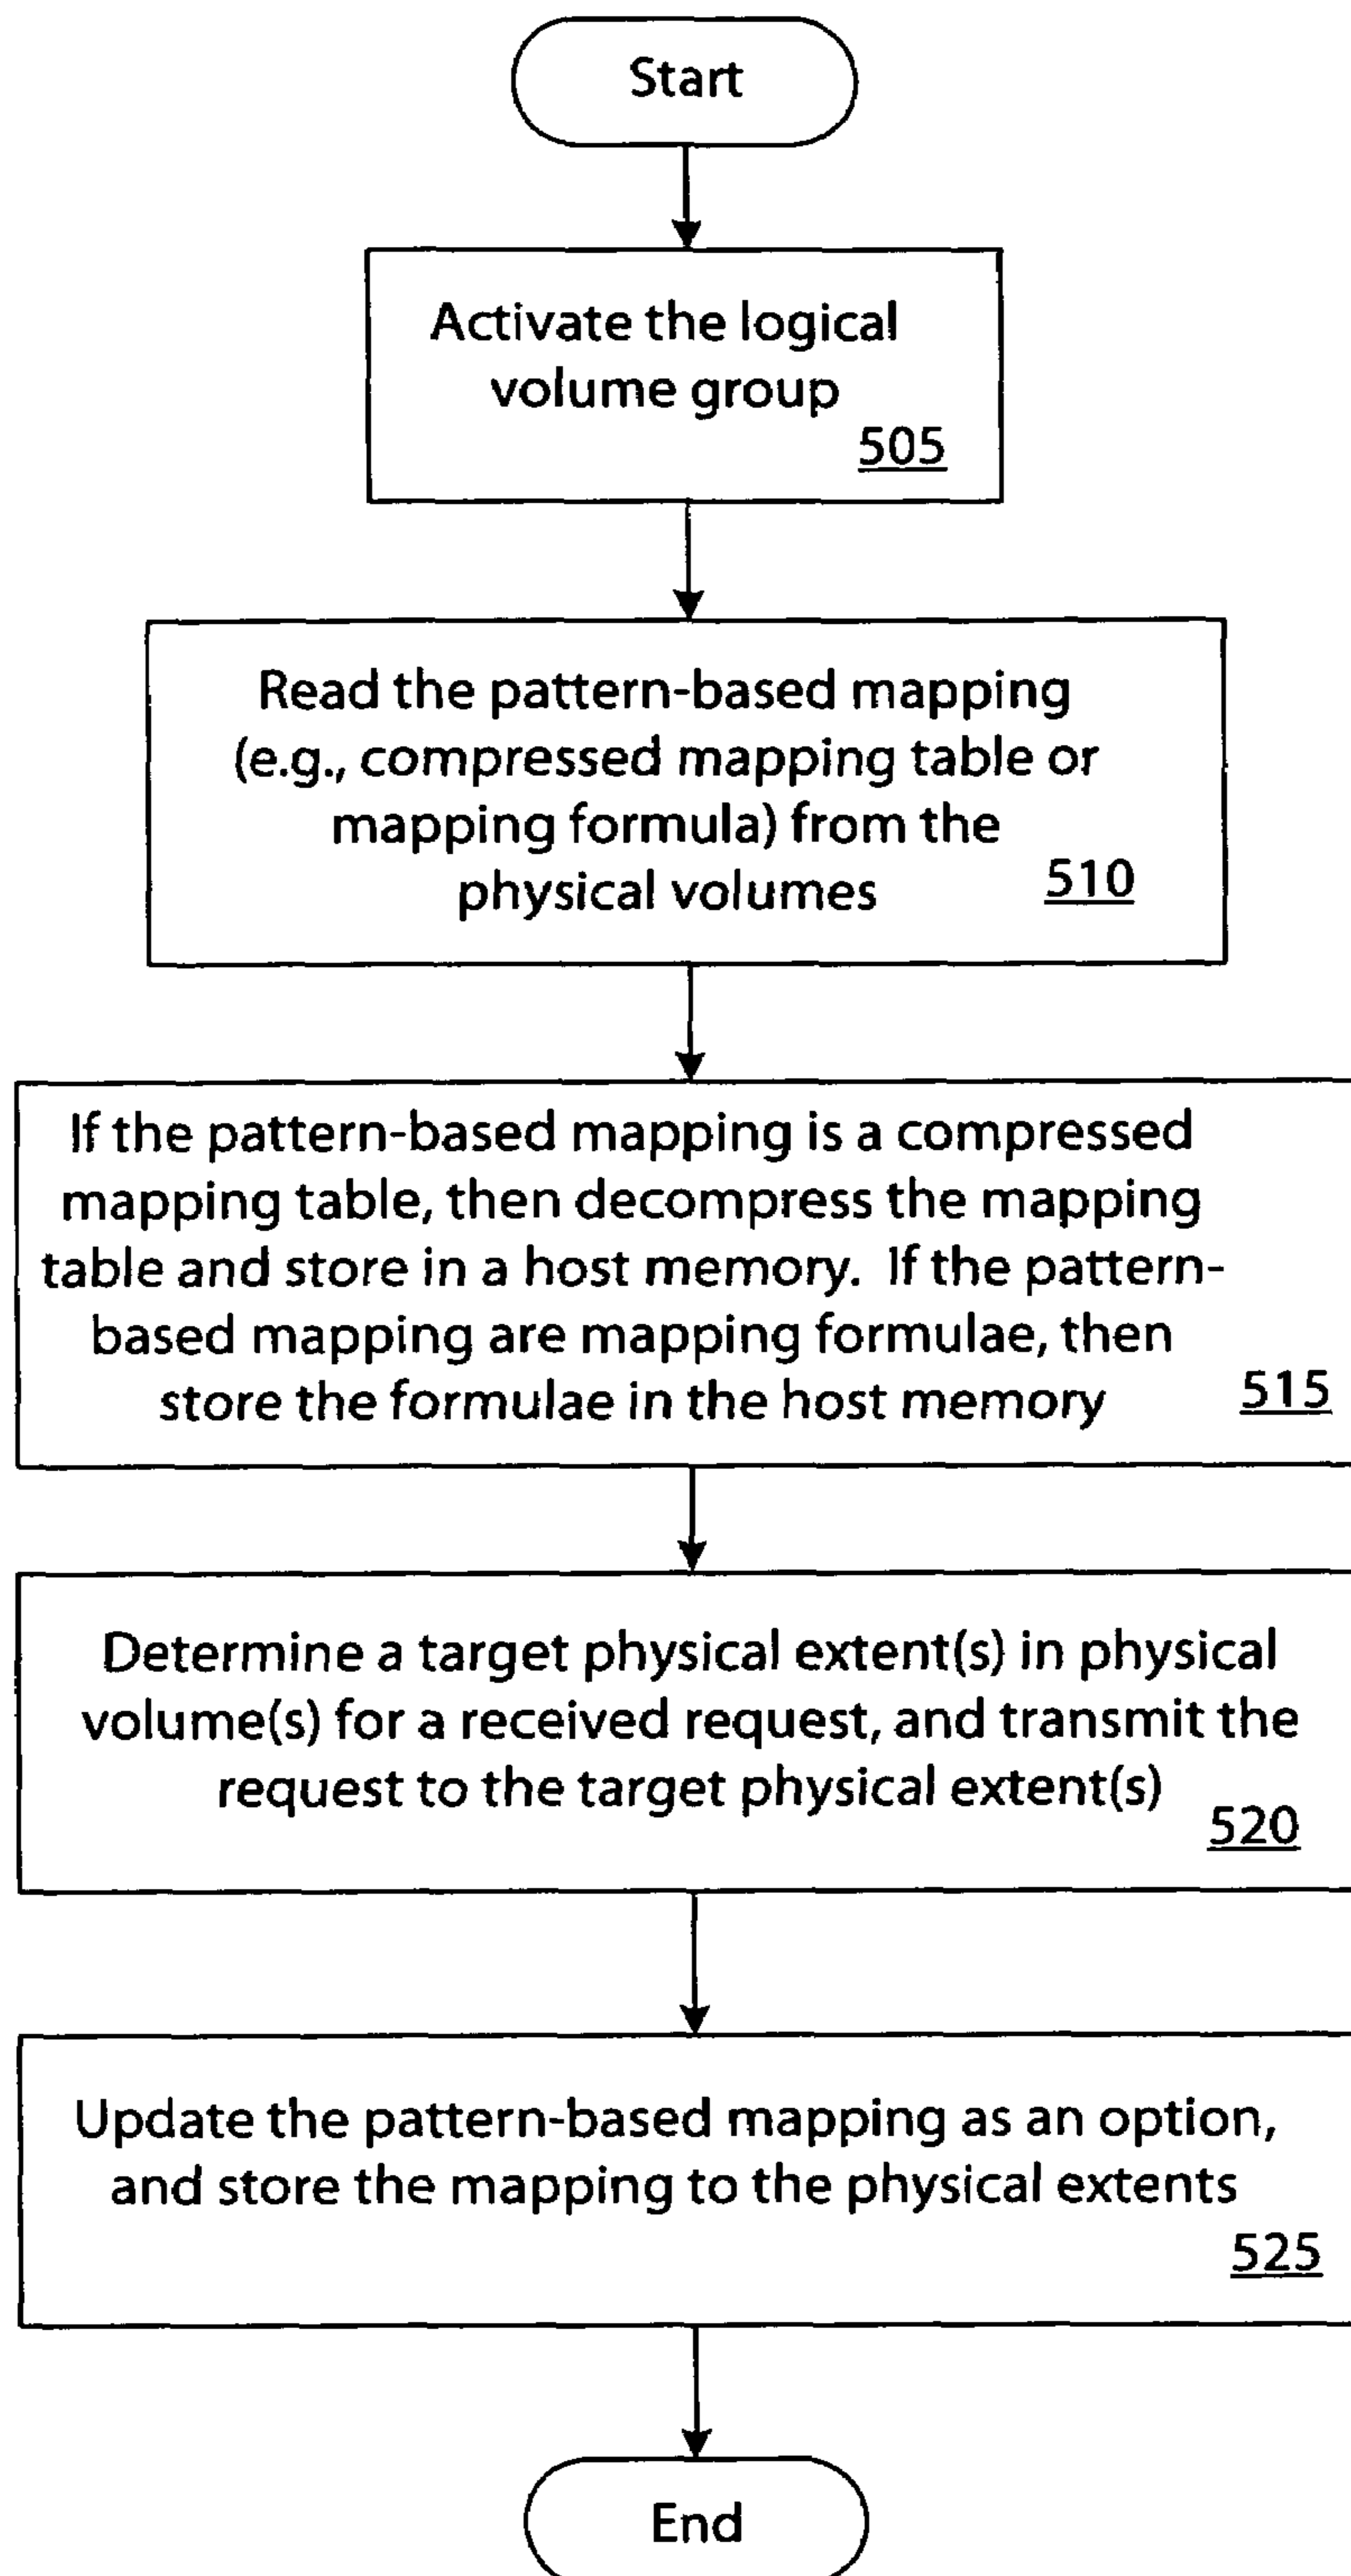 Start
Activate the logical
volume group
505
Read the pattern-based mapping
(e.g., compressed mapping table or
mapping formula) from the
physical volumes
510
If the pattern-based mapping is a compressed
mapping table, then decompress the mapping
table and store in a host memory.  If the pattern-
based mapping are mapping formulae, then
store the formulae in the host memory
515
Determine a target physical extent(s) in physical
volume(s) for a received request, and transmit the
request to the target physical extent(s)
520
Update the pattern-based mapping as an option,
and store the mapping to the physical extents
525
End